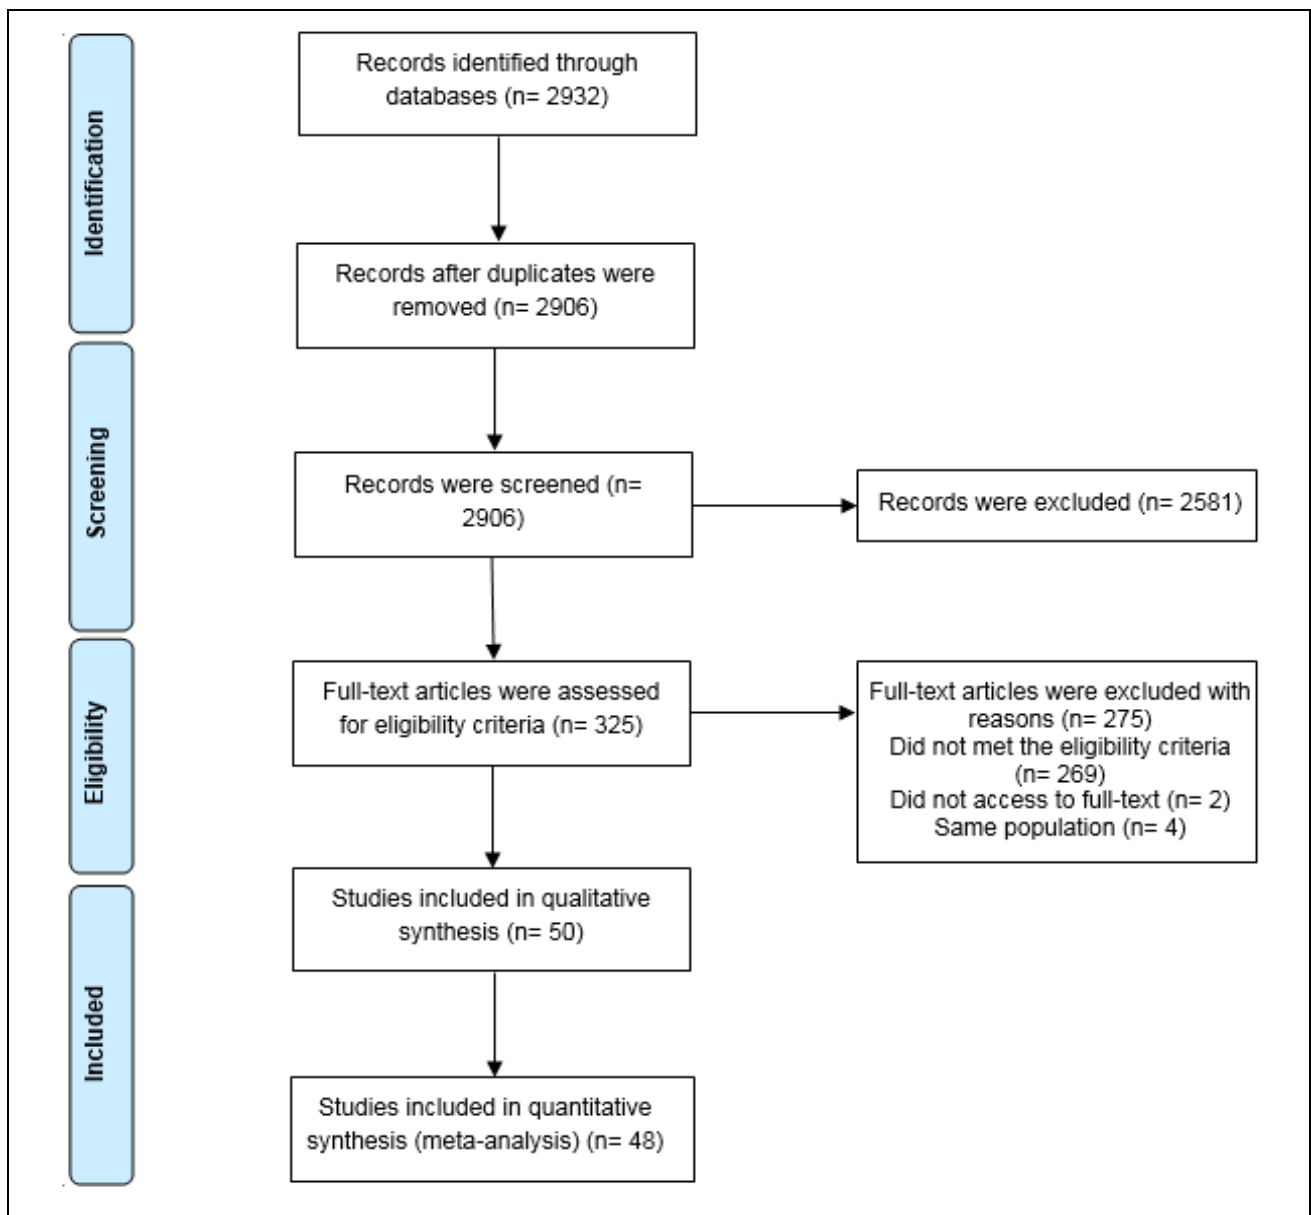 Identification
Records identified through
databases (n= 2932)
Records after duplicates were
removed (n= 2906)
Screening
Records were screened (n=
2906)
Records were excluded (n= 2581)
Eligibility
Full-text articles were assessed
for eligibility criteria (n= 325)
Full-text articles were excluded with
reasons (n= 275)
Did not met the eligibility criteria
(n= 269)
Did not access to full-text (n= 2)
Same population (n= 4)
Included
Studies included in qualitative
synthesis (n= 50)
Studies included in quantitative
synthesis (meta-analysis) (n= 48)